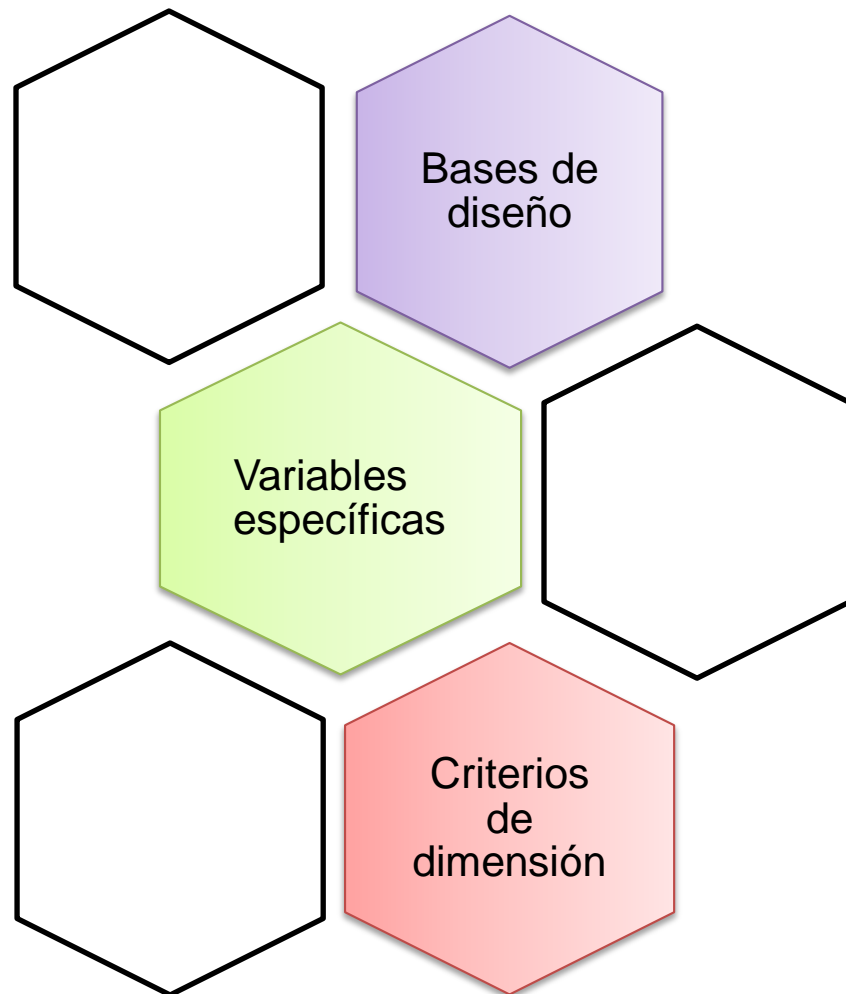 Bases de
diseño
Variables
específicas
Criterios
de
dimensión